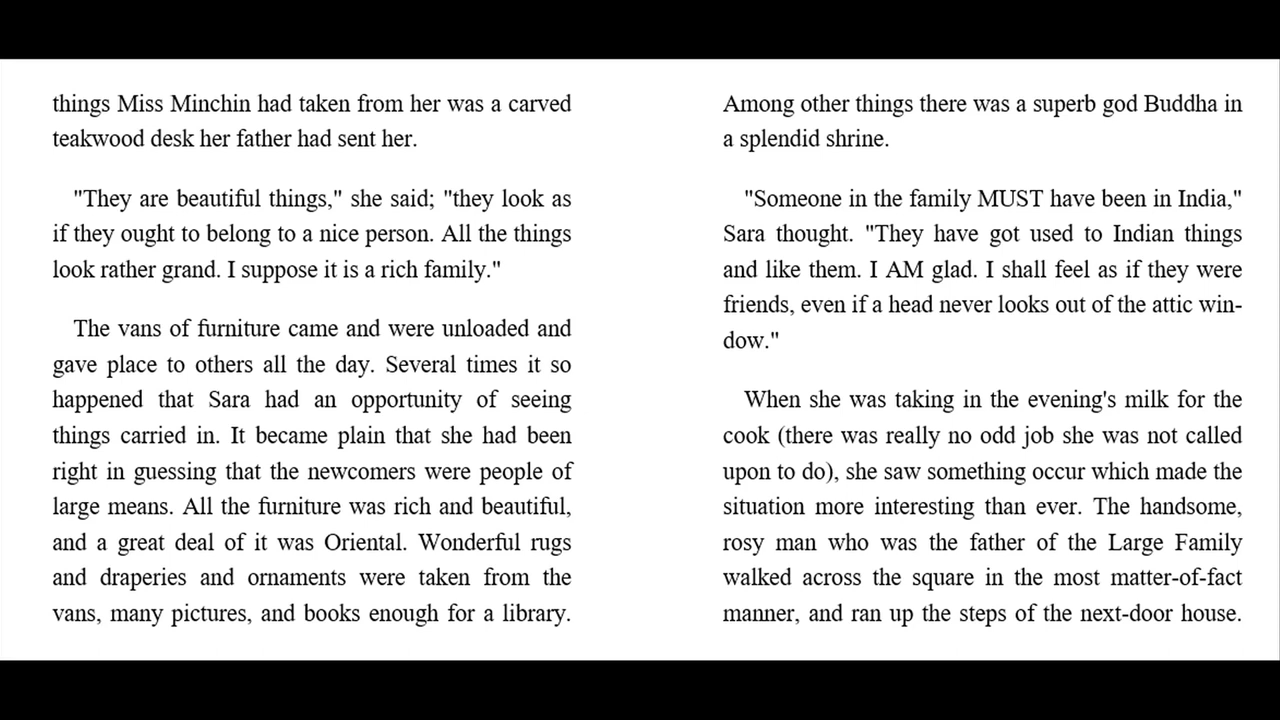 things Miss Minchin had taken from her was a carved
teakwood desk her father had sent her.
"They are beautiful things," she said; "they look as
if they ought to belong to a nice person. All the things
look rather grand. I suppose it is a rich family."
The vans of furniture came and were unloaded and
gave place to others all the day. Several times it so
happened that Sara had an opportunity of seeing
things carried in. It became plain that she had been
right in guessing that the newcomers were people of
large means. All the furniture was rich and beautiful,
and a great deal of it was Oriental. Wonderful rugs
and draperies and ornaments were taken from the
vans, many pictures, and books enough for a library.
Among other things there was a superb god Buddha in
a splendid shrine.
"Someone in the family MUST have been in India,"
Sara thought. "They have got used to Indian things
and like them. I AM glad. I shall feel as if they were
friends, even if a head never looks out of the attic win-
dow."
When she was taking in the evening's milk for the
cook (there was really no odd job she was not called
upon to do), she saw something occur which made the
situation more interesting than ever. The handsome,
rosy man who was the father of the Large Family
walked across the square in the most matter-of-fact
manner, and ran up the steps of the next-door house.